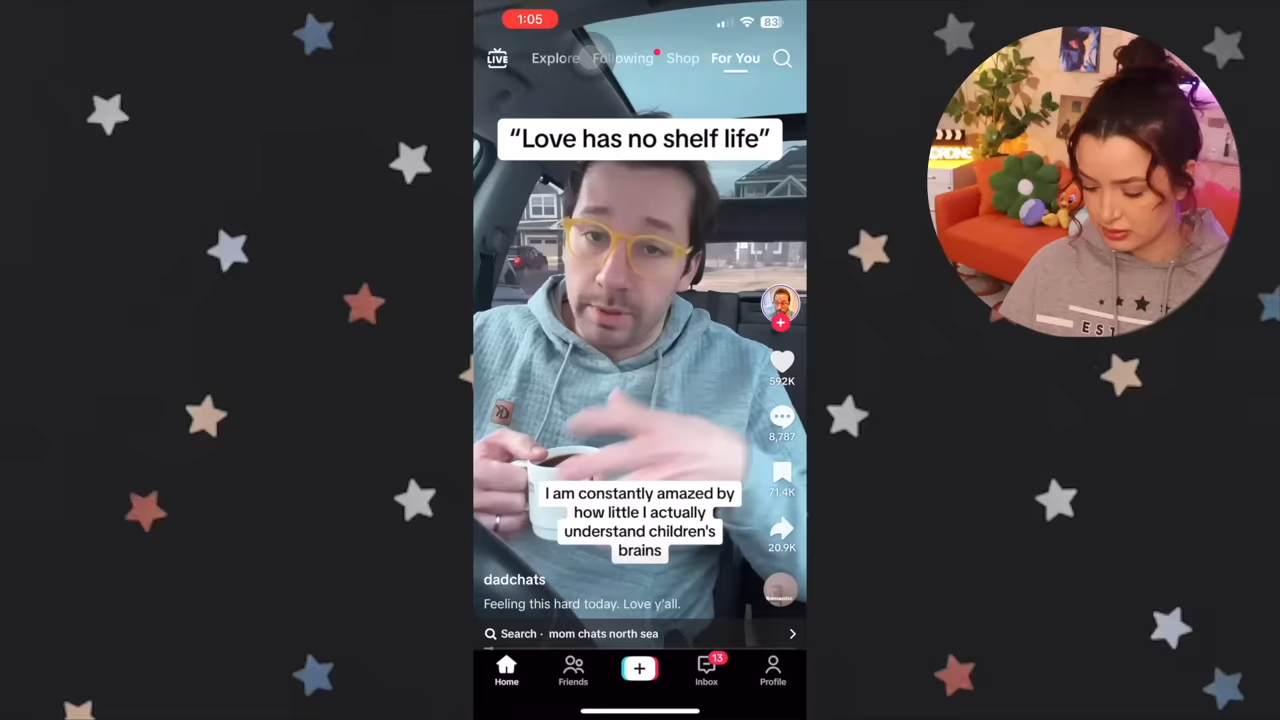 1:05
83
LIVE
Explore
Following
Shop
For You
"Love has no shelf life"
592K
8,787
71.4K
20.9K
I am constantly amazed by
how little I actually
understand children's
brains
dadchats
Feeling this hard today. Love y'all.
Search · mom chats north sea
Home
Friends
13
Inbox
Profile
EST